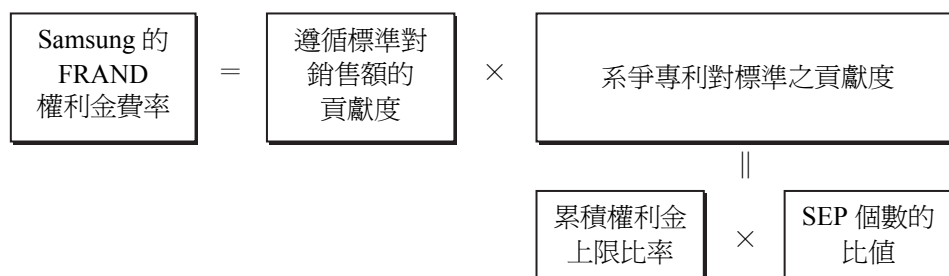 Samsung 的
FRAND
權利金費率
=
遵循標準對
銷售額的
貢獻度
×
系爭專利對標準之貢獻度
||
累積權利金
上限比率
×
SEP 個數的
比值